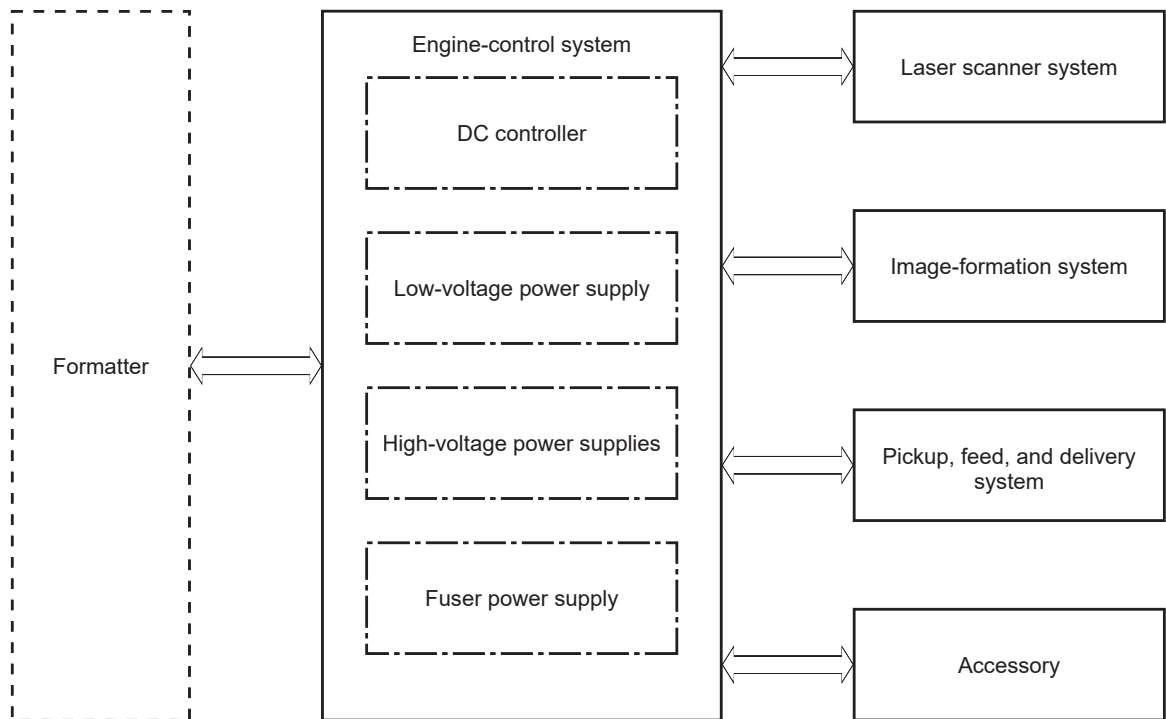 Formatter
Engine-control system
DC controller
Low-voltage power supply
High-voltage power supplies
Fuser power supply
Laser scanner system
Image-formation system
Pickup, feed, and delivery
system
Accessory